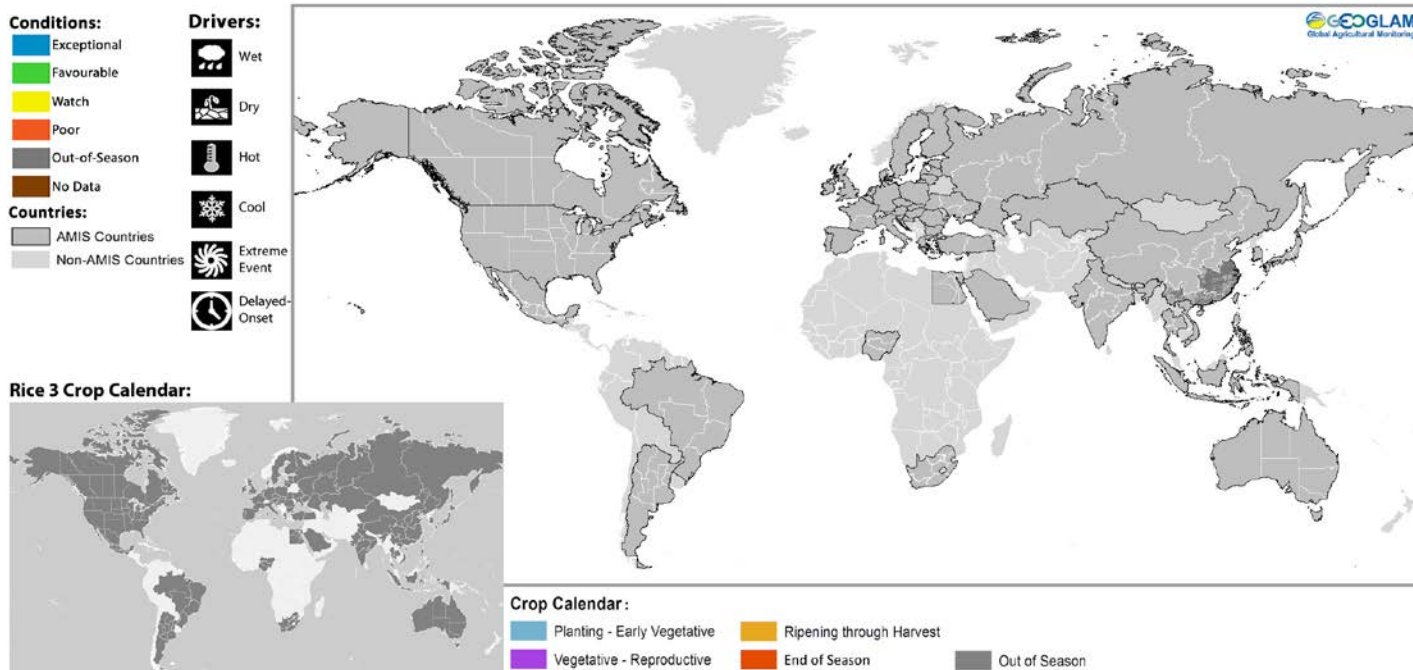 Conditions:
Exceptional
Favourable
Watch
Poor
Out-of-Season
No Data
Countries:
AMIS Countries
Non-AMIS Countries
Drivers:
Wet
Dry
Hot
Cool
Extreme
Event
Delayed-
Onset
GEOGLAM
Global Agricultural Monitoring
Rice 3 Crop Calendar:
Crop Calendar:
Planting - Early Vegetative
Ripening through Harvest
Vegetative - Reproductive
End of Season
Out of Season